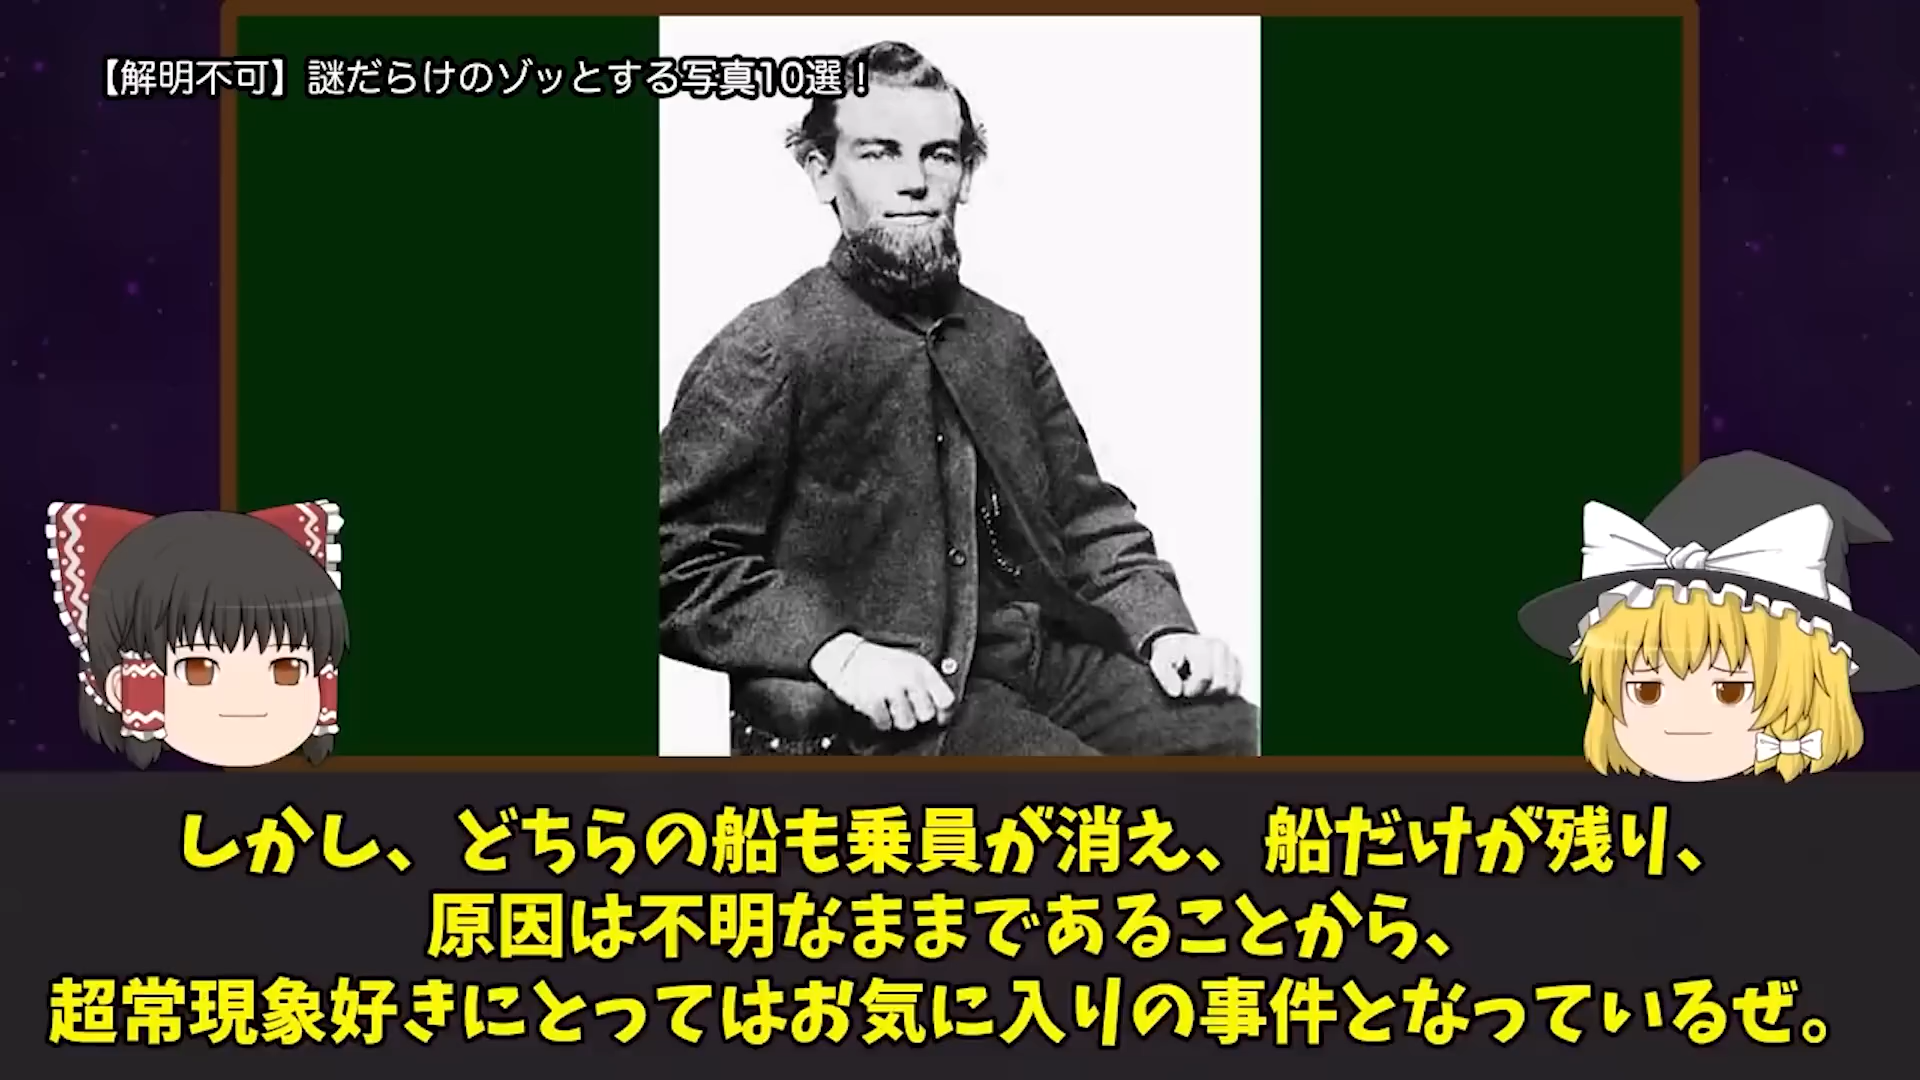 【解明不可】謎だらけのゾッとする写真10選！
しかし、どちらの船も乗員が消え、船だけが残り、
原因は不明なままであることから、
超常現象好きにとってはお気に入りの事件となっているぜ。